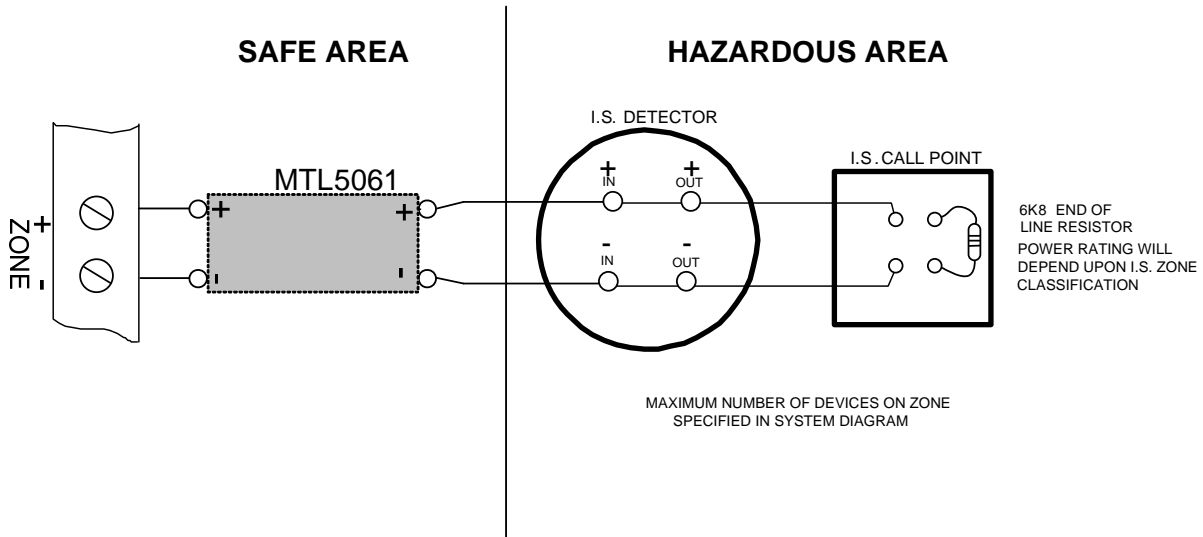 SAFE AREA
HAZARDOUS AREA
I.S. DETECTOR
I.S. CALL POINT
MTL5061
+ ZONE -
+ +
- -
+ +
IN OUT
- -
IN OUT
6K8 END OF
LINE RESISTOR
POWER RATING WILL
DEPEND UPON I.S. ZONE
CLASSIFICATION
MAXIMUM NUMBER OF DEVICES ON ZONE
SPECIFIED IN SYSTEM DIAGRAM